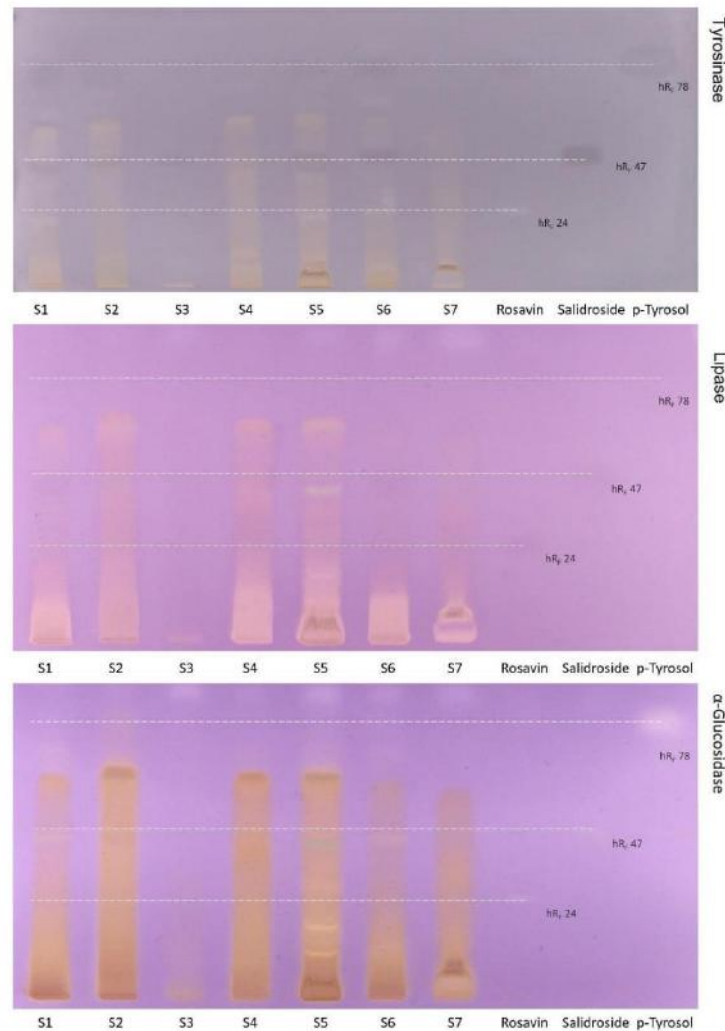 Tyrosinase
hRF 78
hRF 47
hRF 24
S1 S2 S3 S4 S5 S6 S7 Rosavin Salidroside p-Tyrosol
Lipase
hRF 78
hRF 47
hRF 24
S1 S2 S3 S4 S5 S6 S7 Rosavin Salidroside p-Tyrosol
α-Glucosidase
hRF 78
hRF 47
hRF 24
S1 S2 S3 S4 S5 S6 S7 Rosavin Salidroside p-Tyrosol